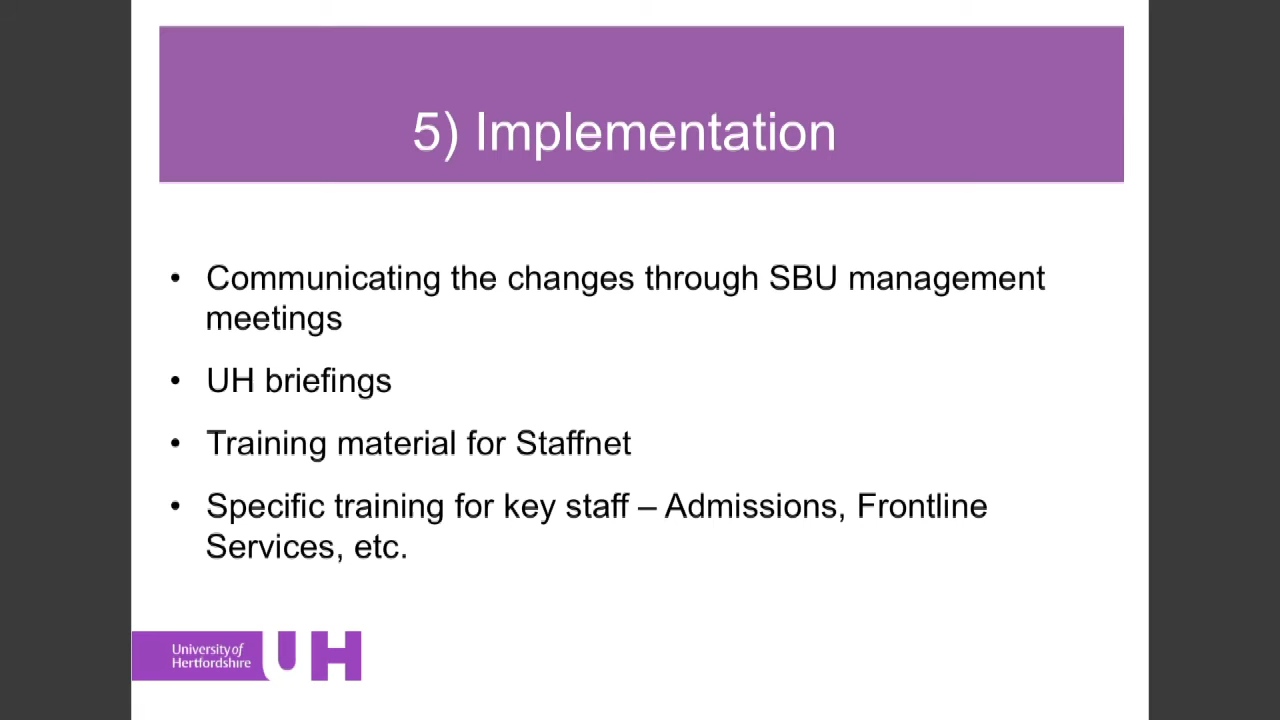 5) Implementation
• Communicating the changes through SBU management
meetings
• UH briefings
• Training material for Staffnet
• Specific training for key staff – Admissions, Frontline
Services, etc.
University of
Hertfordshire
UH